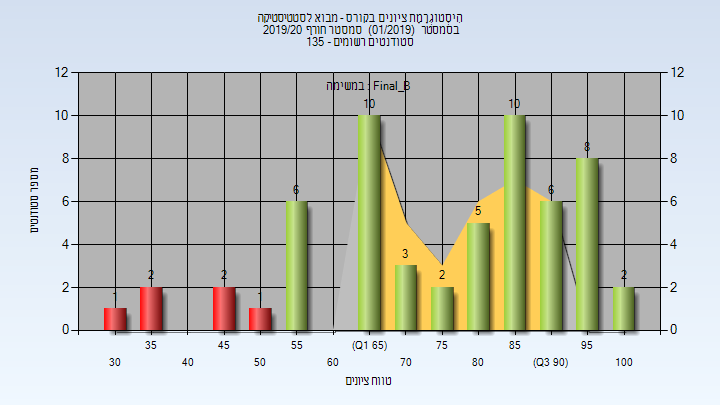 הִיסְטוֹגְרָמַת ציונים בקורס - מבוא לסטטיסטיקה
בסמסטר (01/2019) סמסטר חורף 2019/20
סטודנטים רשומים - 135
במשימה : Final_B
מספר סטודנטים
12 12
10 10
8 8
6 6
4 4
2 2
0 0
1 2 2 1 6 10 3 2 5 10 6 8 2
35 45 55 (Q1 65) 75 85 95
30 40 50 60 70 80 (Q3 90) 100
טווח ציונים